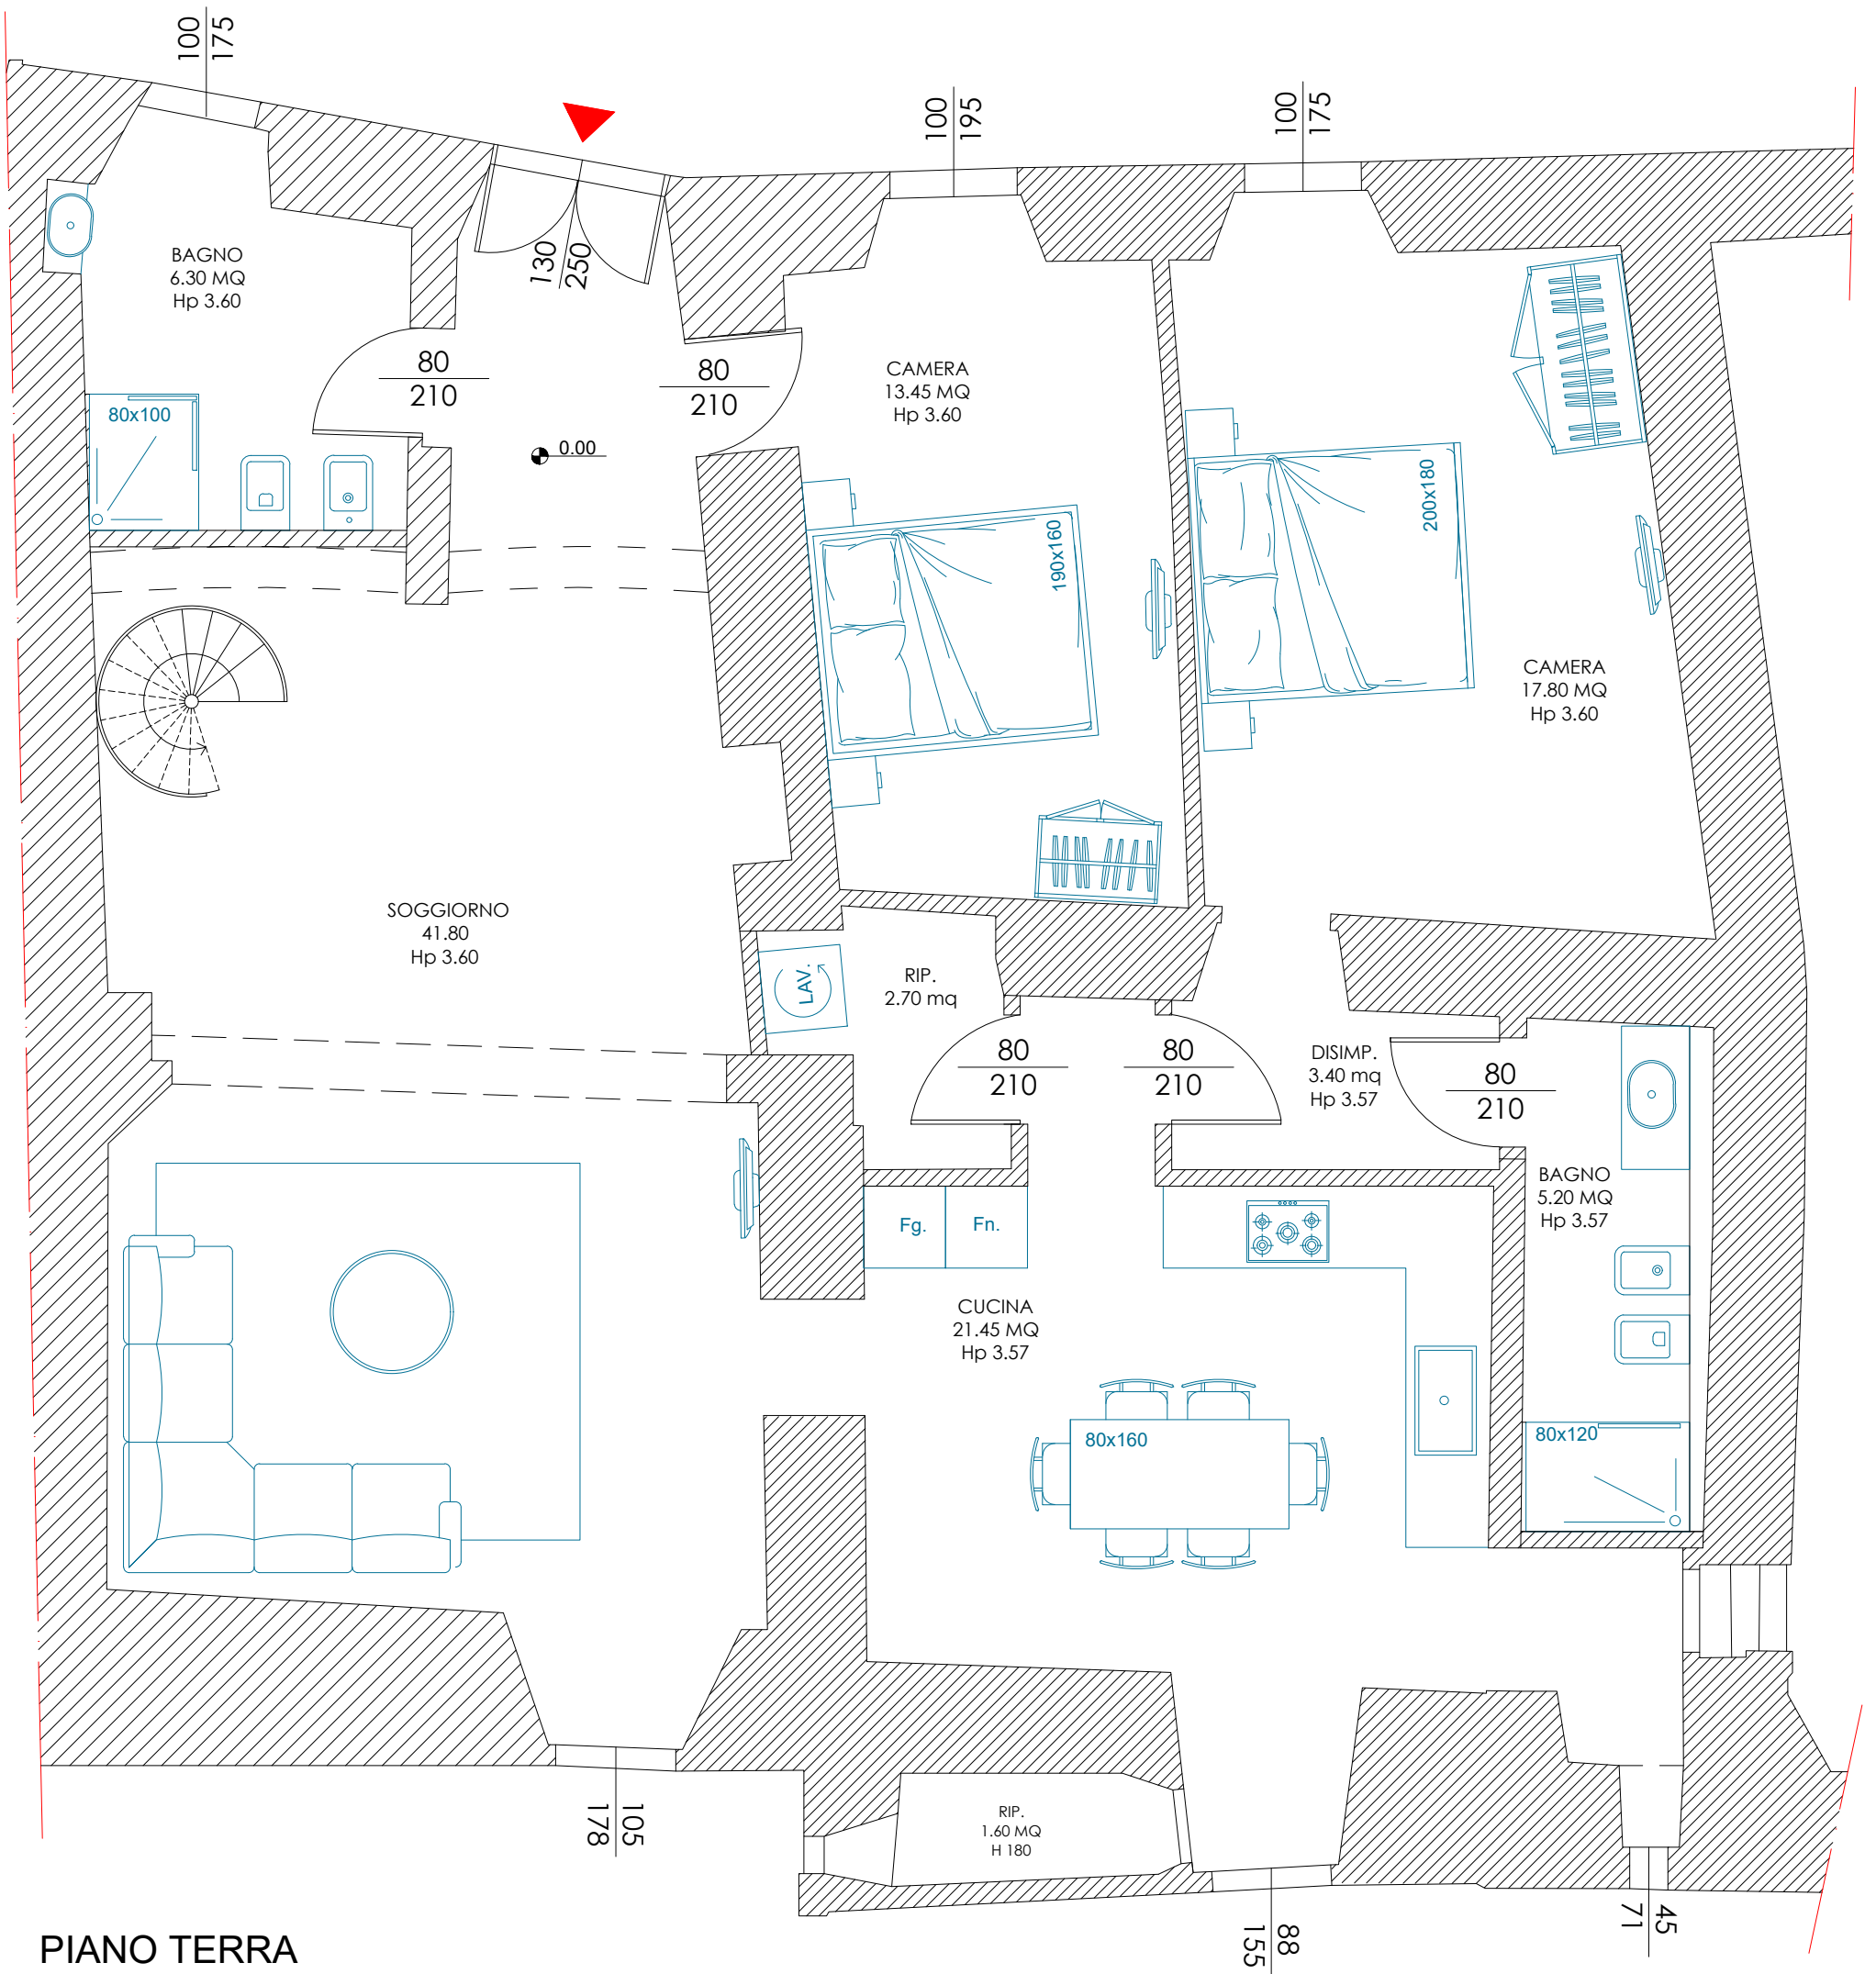 100
175
100
195
100
175
130
250
BAGNO
6.30 MQ
Hp 3.60
80
210
80
210
CAMERA
13.45 MQ
Hp 3.60
80x100
0.00
200x180
190x160
CAMERA
17.80 MQ
Hp 3.60
SOGGIORNO
41.80
Hp 3.60
LAV.
RIP.
2.70 mq
80
210
80
210
DISIMP.
3.40 mq
Hp 3.57
80
210
BAGNO
5.20 MQ
Hp 3.57
Fg.
Fn.
CUCINA
21.45 MQ
Hp 3.57
80x160
80x120
RIP.
1.60 MQ
H 180
105
178
88
155
45
71
PIANO TERRA